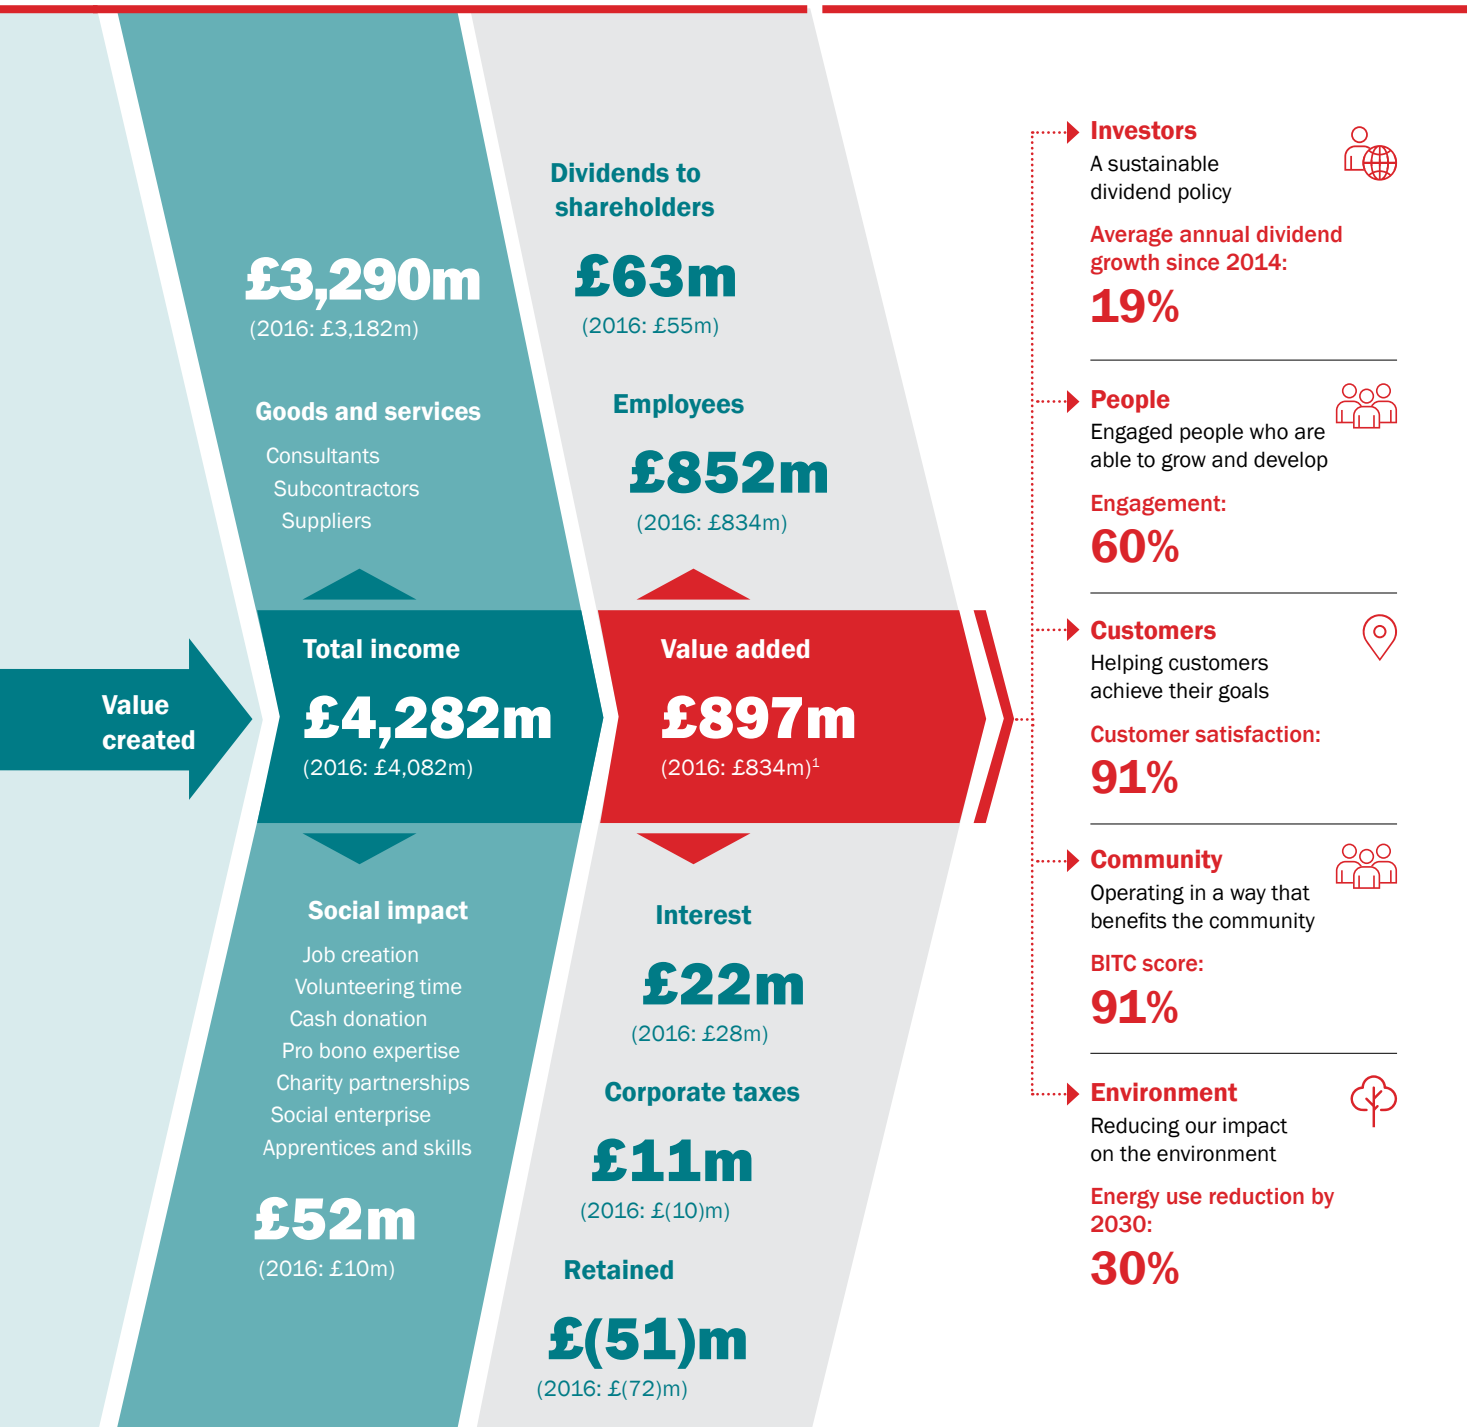 Value
created
£3,290m
(2016: £3,182m)
Goods and services
Consultants
Subcontractors
Suppliers
Total income
£4,282m
(2016: £4,082m)
Social impact
Job creation
Volunteering time
Cash donation
Pro bono expertise
Charity partnerships
Social enterprise
Apprentices and skills
£52m
(2016: £10m)
Dividends to
shareholders
£63m
(2016: £55m)
Employees
£852m
(2016: £834m)
Value added
£897m
(2016: £834m)¹
Interest
£22m
(2016: £28m)
Corporate taxes
£11m
(2016: £(10)m)
Retained
£(51)m
(2016: £(72)m)
Investors
A sustainable
dividend policy
Average annual dividend
growth since 2014:
19%
People
Engaged people who are
able to grow and develop
Engagement:
60%
Customers
Helping customers
achieve their goals
Customer satisfaction:
91%
Community
Operating in a way that
benefits the community
BITC score:
91%
Environment
Reducing our impact
on the environment
Energy use reduction by
2030:
30%